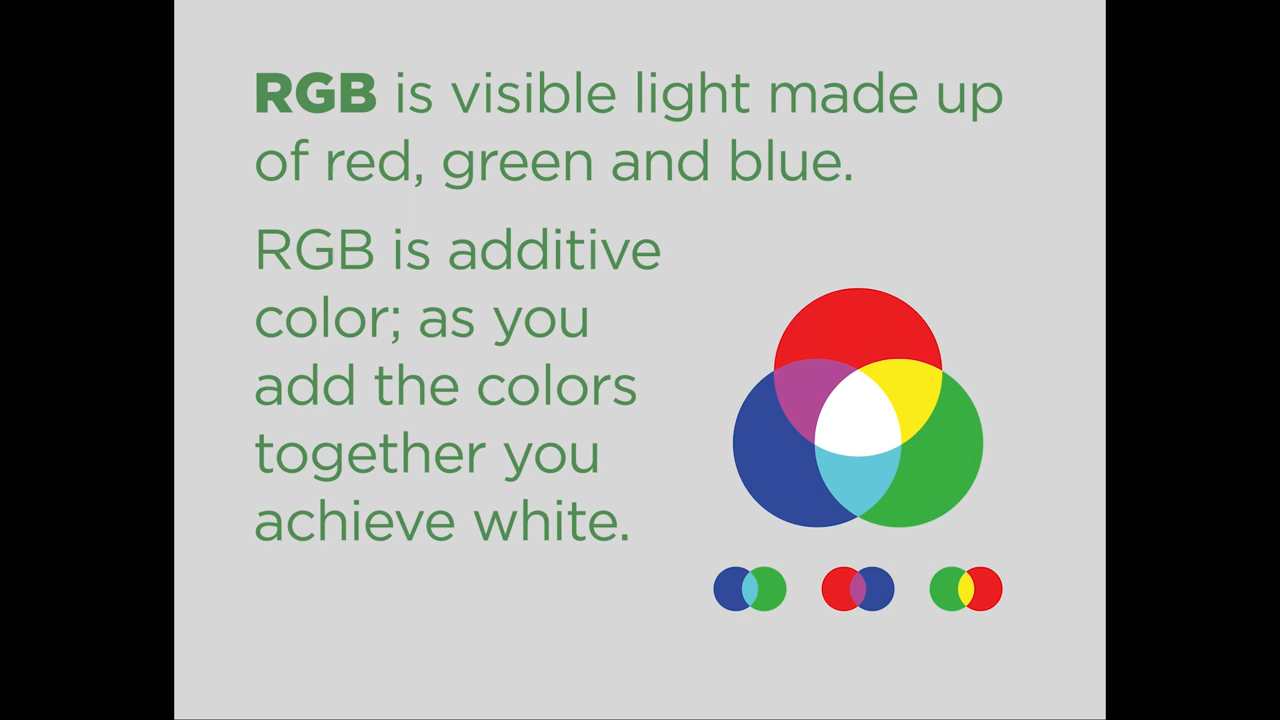 RGB is visible light made up
of red, green and blue.
RGB is additive
color; as you
add the colors
together you
achieve white.